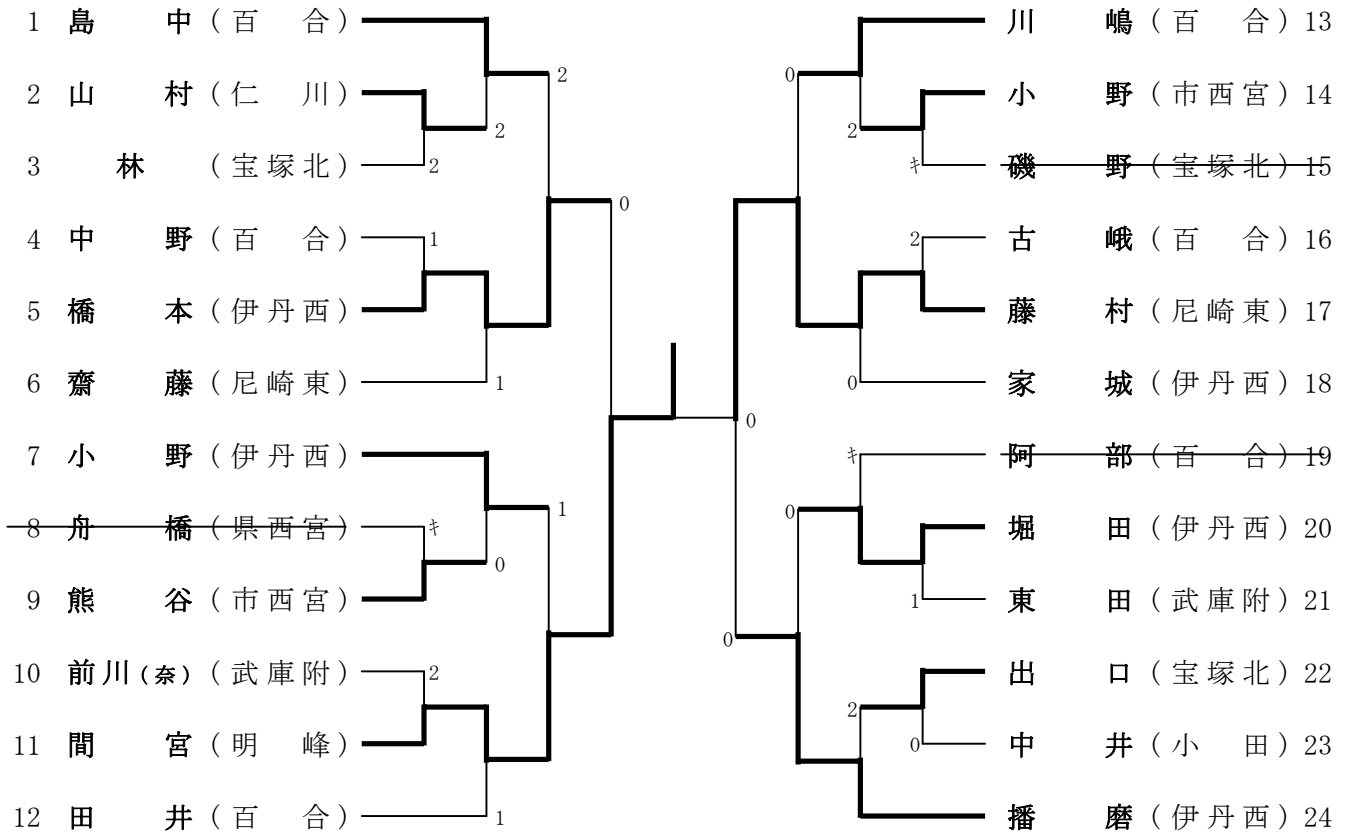 1 島 中 ( 百 合 ) 川 嶋 ( 百 合 ) 13
2 0
2 山 村 ( 仁 川 ) 小 野 ( 市 西 宮 ) 14
2 2
3 林 ( 宝 塚 北 ) 2 ｷ 磯 野 ( 宝 塚 北 ) 15
0
4 中 野 ( 百 合 ) 1 2 古 峨 ( 百 合 ) 16
5 橋 本 ( 伊 丹 西 ) 藤 村 ( 尼 崎 東 ) 17
6 齋 藤 ( 尼 崎 東 ) 1 0 家 城 ( 伊 丹 西 ) 18
0
7 小 野 ( 伊 丹 西 ) ｷ 阿 部 ( 百 合 ) 19
1 0
8 舟 橋 ( 県 西 宮 ) ｷ 堀 田 ( 伊 丹 西 ) 20
0
9 熊 谷 ( 市 西 宮 ) 1 東 田 ( 武 庫 附 ) 21
0
10 前川(奈) ( 武 庫 附 ) 2 出 口 ( 宝 塚 北 ) 22
2
11 間 宮 ( 明 峰 ) 0 中 井 ( 小 田 ) 23
12 田 井 ( 百 合 ) 1 播 磨 ( 伊 丹 西 ) 24